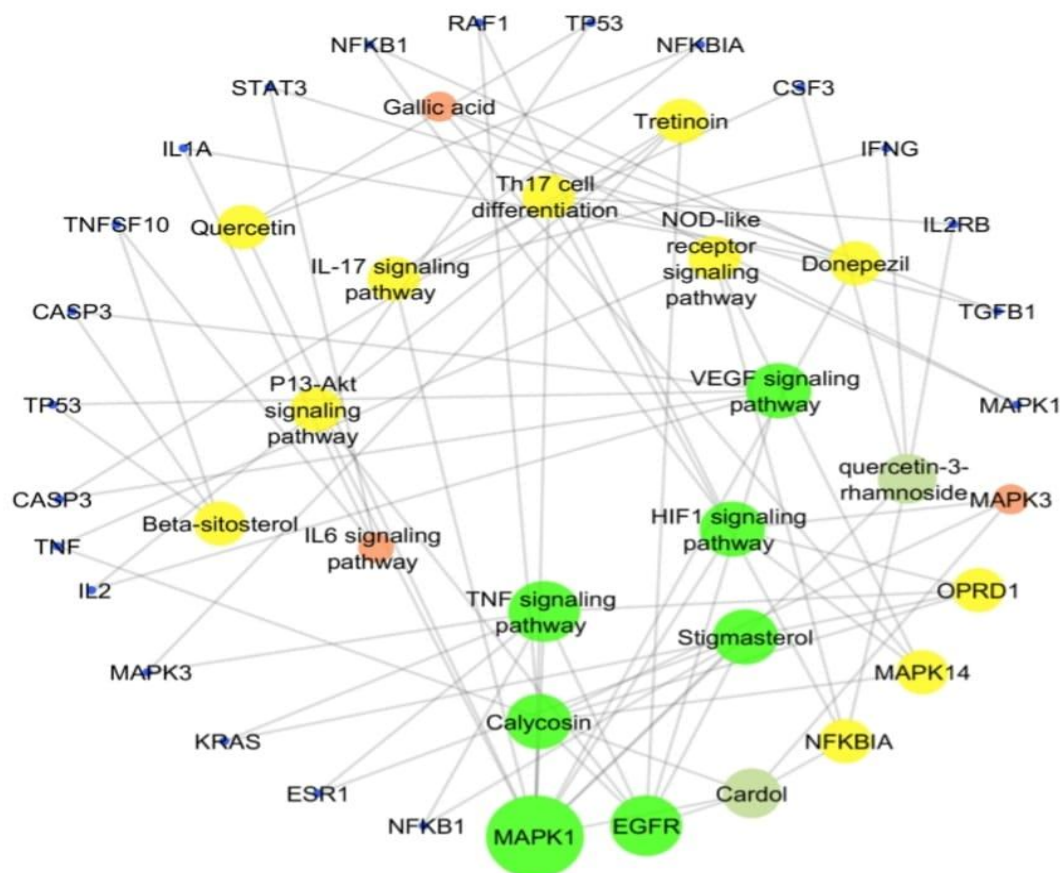 RAF1
TP53
NFKB1
NFKBIA
STAT3
CSF3
Gallic acid
Tretinoin
IL1A
IFNG
Th17 cell
differentiation
TNFSF10
Quercetin
NOD-like
receptor
signaling
pathway
IL2RB
IL-17 signaling
pathway
Donepezil
CASP3
TGFB1
VEGF signaling
pathway
P13-Akt
signaling
pathway
TP53
MAPK1
quercetin-3-
rhamnoside
CASP3
MAPK3
Beta-sitosterol
HIF1 signaling
pathway
IL6 signaling
pathway
TNF
IL2
OPRD1
TNF signaling
pathway
Stigmasterol
MAPK3
MAPK14
Calycosin
KRAS
NFKBIA
ESR1
Cardol
NFKB1
MAPK1
EGFR